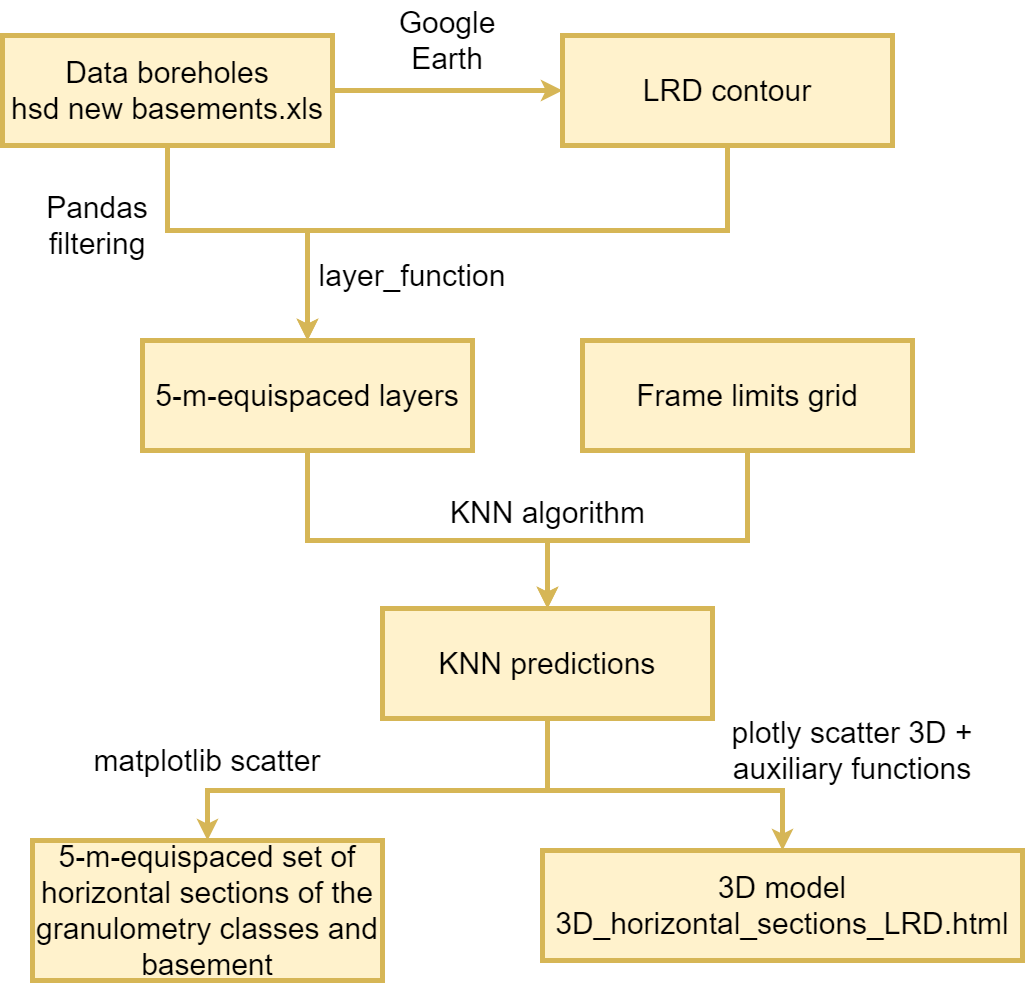 Google
Earth
Data boreholes
hsd new basements.xls
LRD contour
Pandas
filtering
layer_function
5-m-equispaced layers
Frame limits grid
KNN algorithm
KNN predictions
matplotlib scatter
plotly scatter 3D +
auxiliary functions
5-m-equispaced set of
horizontal sections of the
granulometry classes and
basement
3D model
3D_horizontal_sections_LRD.html